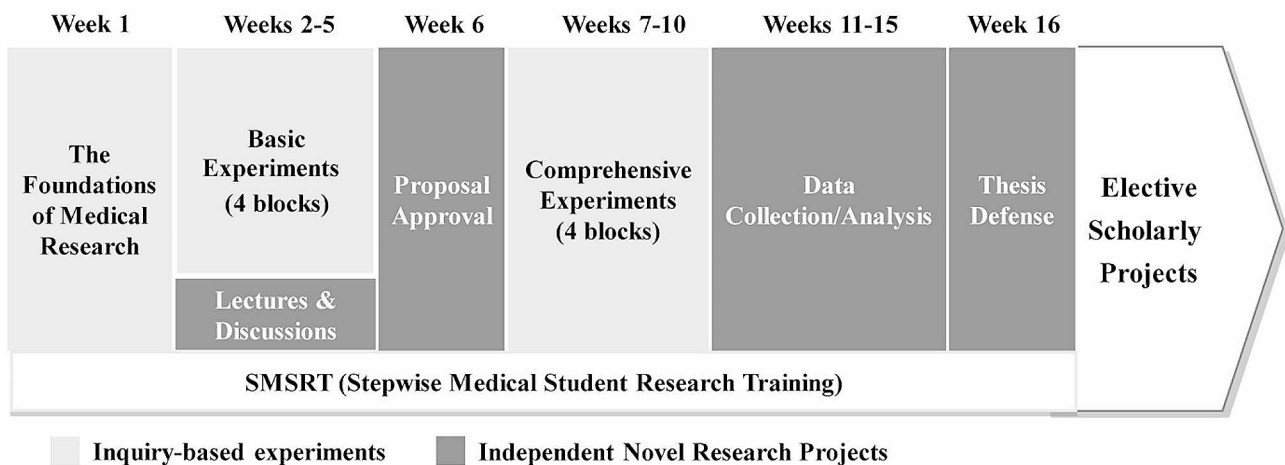 Week 1
Weeks 2-5
Week 6
Weeks 7-10
Weeks 11-15
Week 16
The
Foundations
of Medical
Research
Basic
Experiments
(4 blocks)
Lectures &
Discussions
Proposal
Approval
Comprehensive
Experiments
(4 blocks)
Data
Collection/Analysis
Thesis
Defense
Elective
Scholarly
Projects
SMSRT (Stepwise Medical Student Research Training)
Inquiry-based experiments
Independent Novel Research Projects